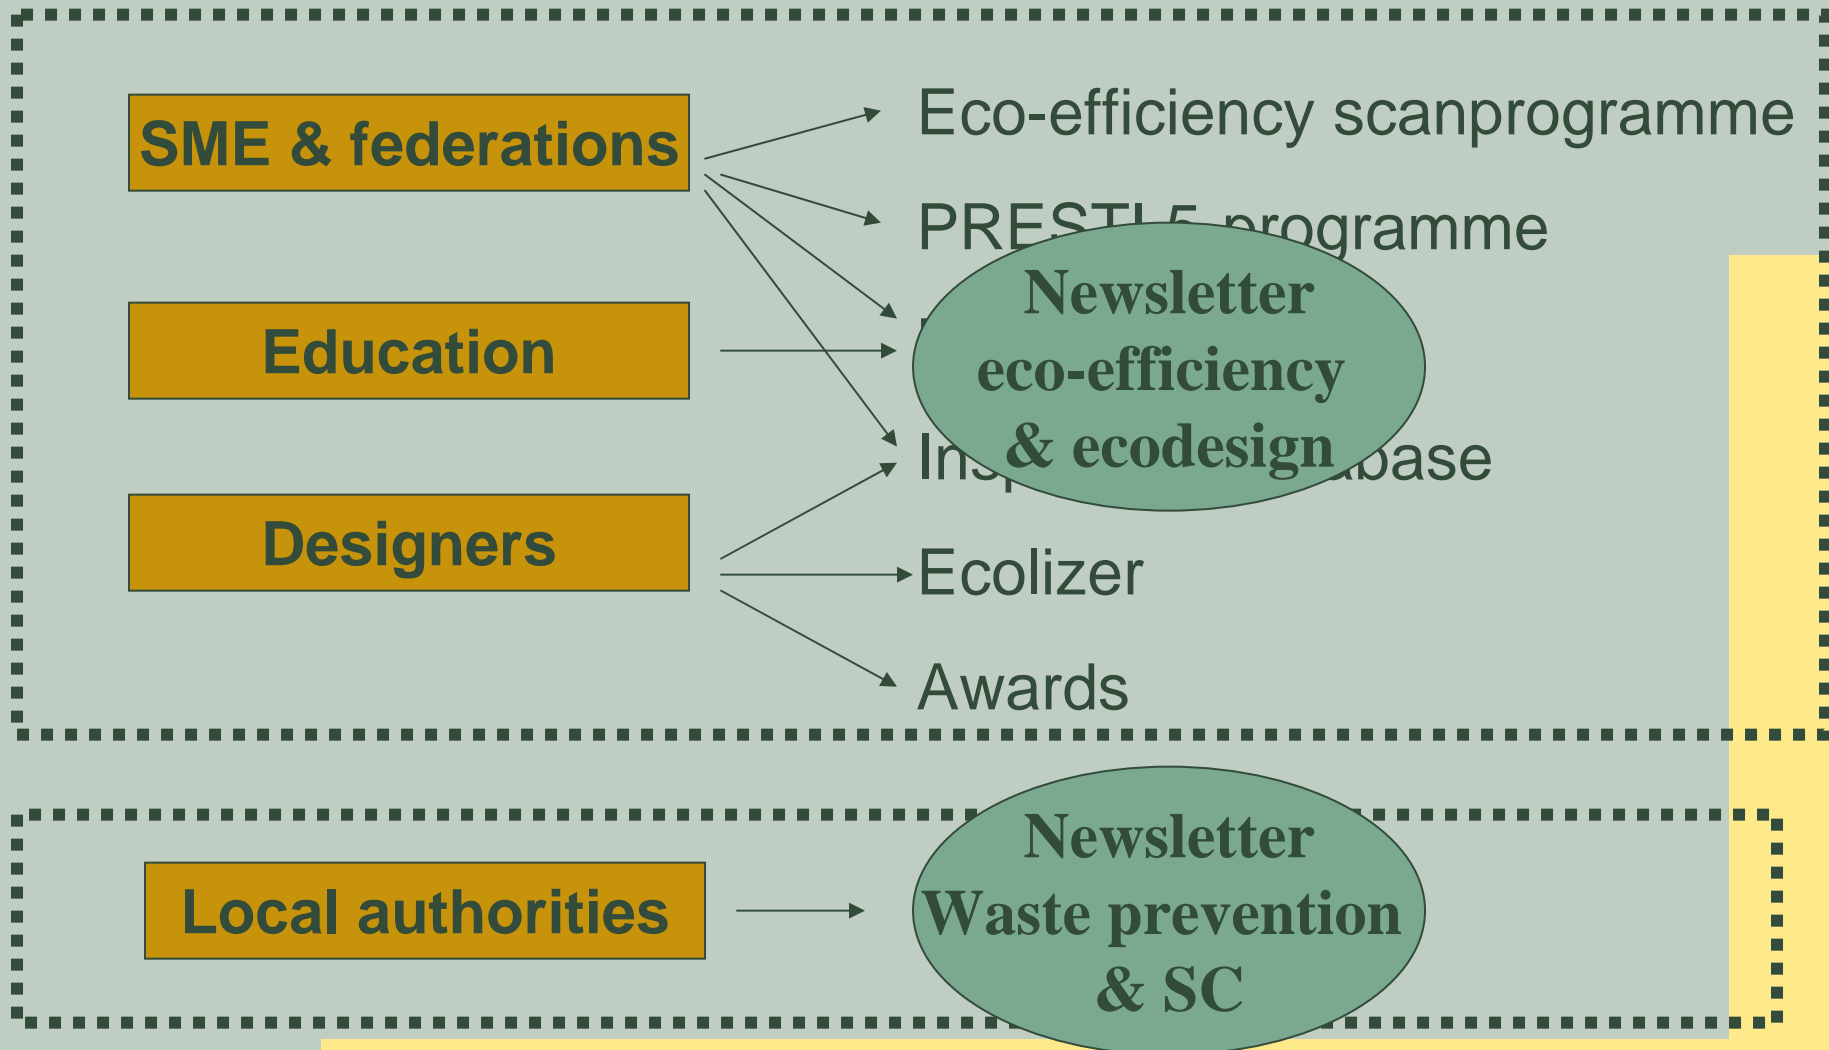 SME & federations
Eco-efficiency scanprogramme
PRESTI 5 programme
Newsletter
eco-efficiency
& ecodesign
Education
Designers
Ecolizer
Awards
Local authorities
Newsletter
Waste prevention
& SC